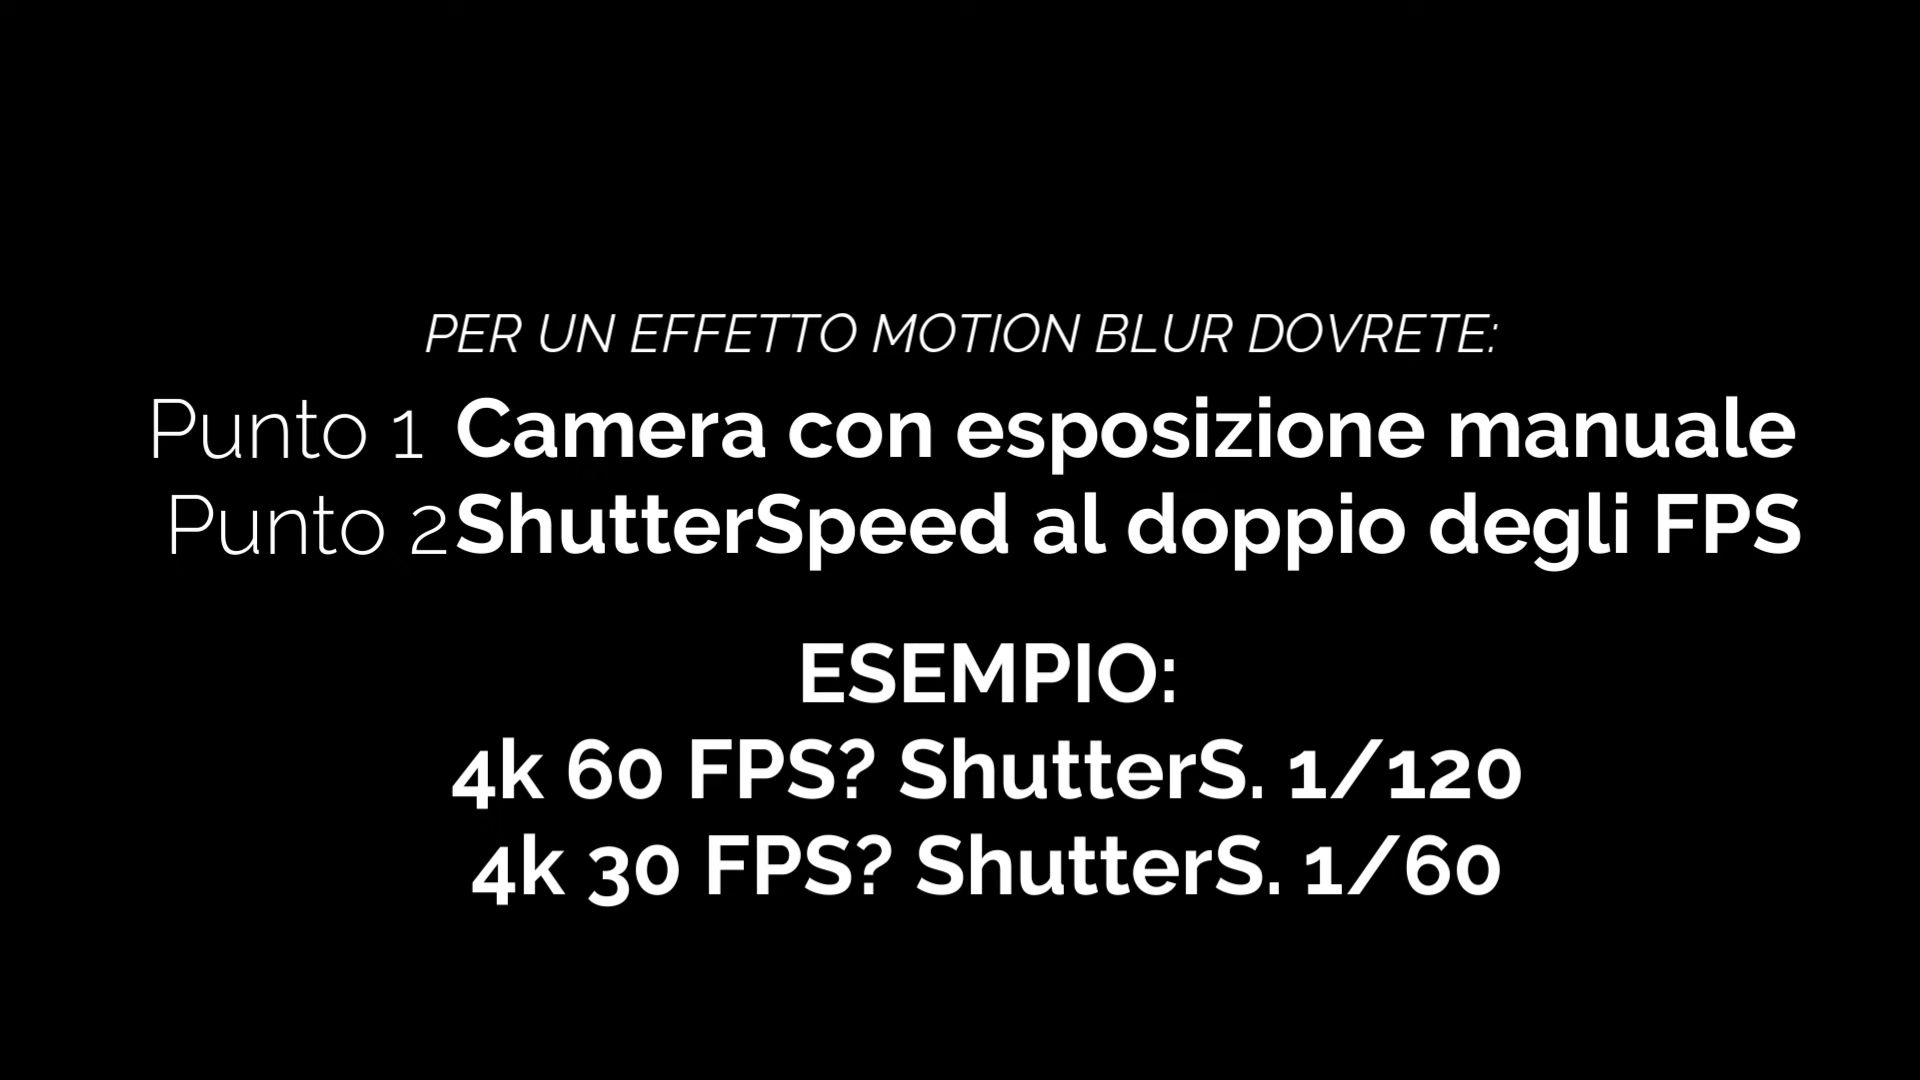 PER UN EFFETTO MOTION BLUR DOVRETE:
Punto 1 Camera con esposizione manuale
Punto 2 ShutterSpeed al doppio degli FPS
ESEMPIO:
4k 60 FPS? ShutterS. 1/120
4k 30 FPS? ShutterS. 1/60